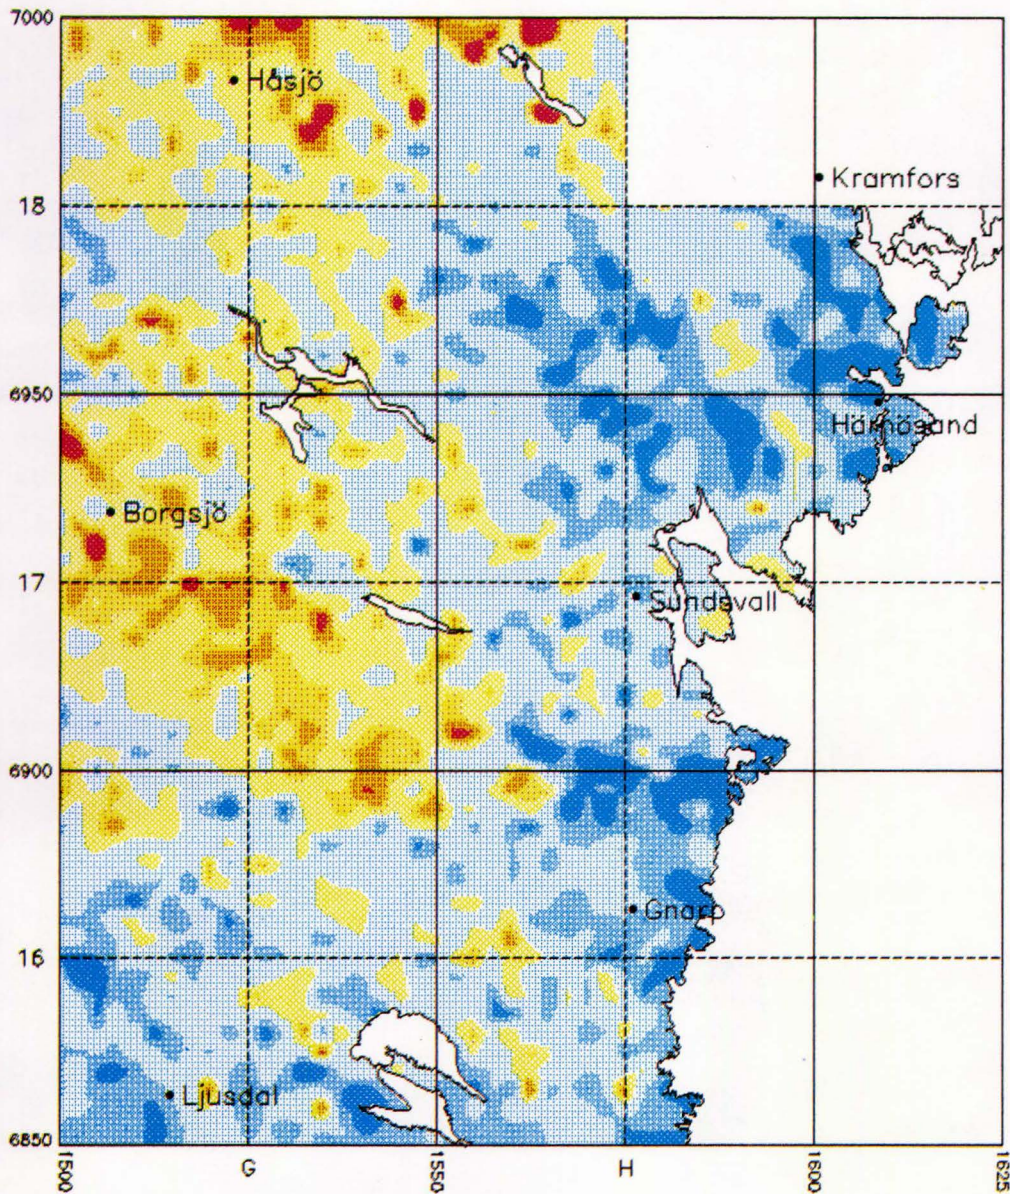 7000
Håsjö
Kramfors
18
6950
Härnösand
Borgsjö
17
Sundsvall
6900
Gnarp
16
Ljusdal
6850
1500
G
1550
H
1600
1625